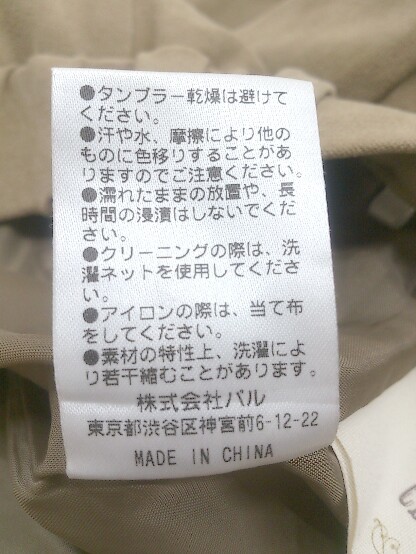 ●タンブラー乾燥は避けて
ください。
●汗や水、摩擦により他の
ものに色移りすることがあ
りますのでご注意ください。
●濡れたままの放置や、長
時間の浸漬はしないでくだ
さい。
●クリーニングの際は、洗
濯ネットを使用してくださ
い。
●アイロンの際は、当て布
をしてください。
●素材の特性上、洗濯によ
り若干縮むことがあります。
株式会社パル
東京都渋谷区神宮前6-12-22
MADE IN CHINA